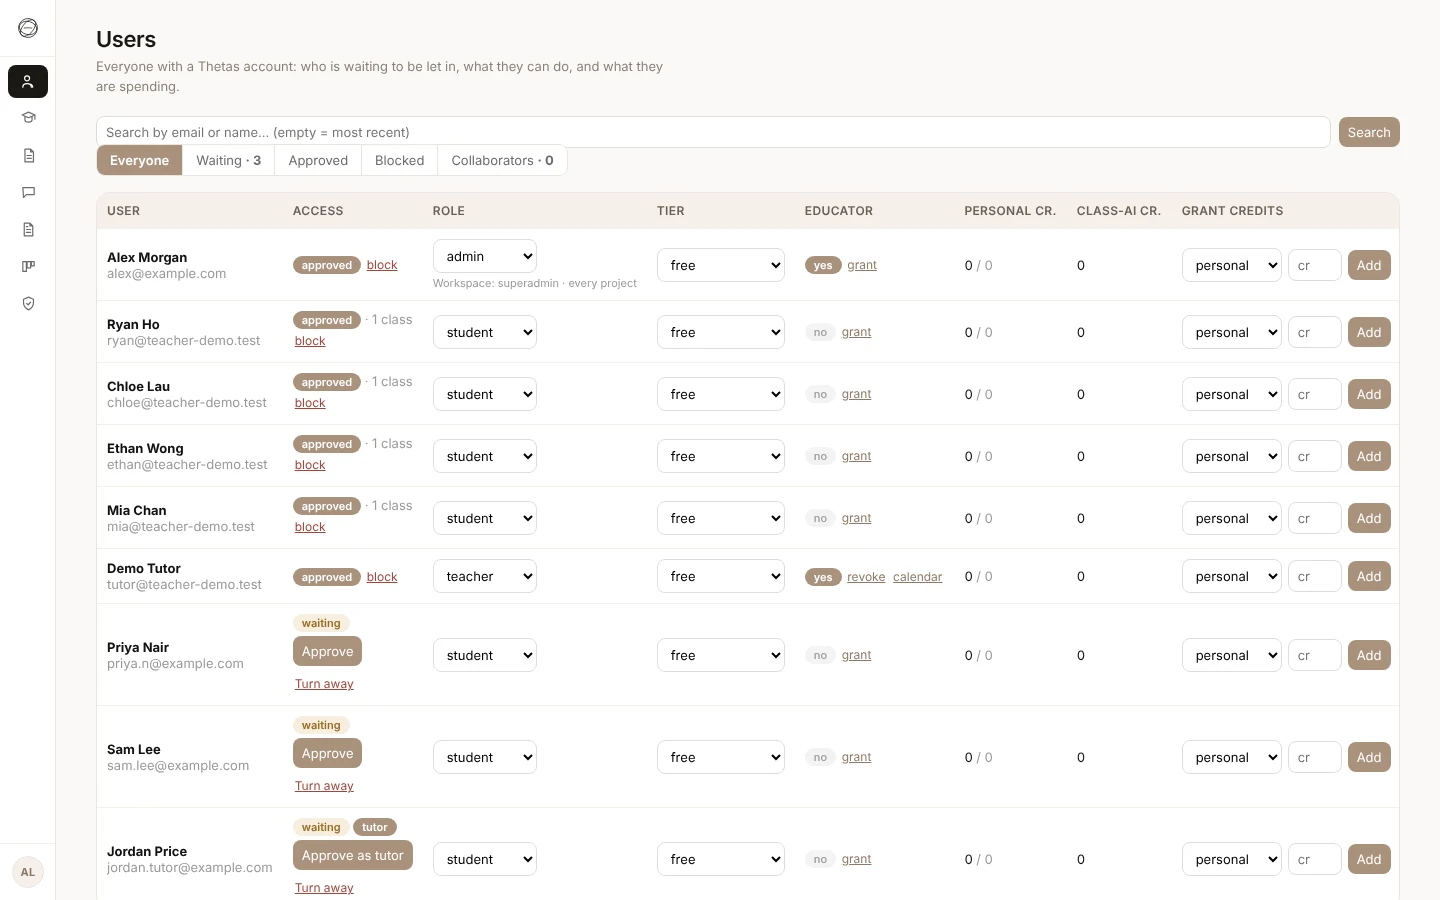 Users
Everyone with a Thetas account: who is waiting to be let in, what they can do, and what they
are spending.
Search by email or name... (empty = most recent)
Search
Everyone
Waiting · 3
Approved
Blocked
Collaborators · 0
USER ACCESS ROLE TIER EDUCATOR PERSONAL CR. CLASS-AI CR. GRANT CREDITS
Alex Morgan
alex@example.com
approved block
admin
Workspace: superadmin · every project
free
yes grant
0 / 0
0
personal cr Add
Ryan Ho
ryan@teacher-demo.test
approved · 1 class
block
student
free
no grant
0 / 0
0
personal cr Add
Chloe Lau
chloe@teacher-demo.test
approved · 1 class
block
student
free
no grant
0 / 0
0
personal cr Add
Ethan Wong
ethan@teacher-demo.test
approved · 1 class
block
student
free
no grant
0 / 0
0
personal cr Add
Mia Chan
mia@teacher-demo.test
approved · 1 class
block
student
free
no grant
0 / 0
0
personal cr Add
Demo Tutor
tutor@teacher-demo.test
approved block
teacher
free
yes revoke calendar
0 / 0
0
personal cr Add
Priya Nair
priya.n@example.com
waiting
Approve
Turn away
student
free
no grant
0 / 0
0
personal cr Add
Sam Lee
sam.lee@example.com
waiting
Approve
Turn away
student
free
no grant
0 / 0
0
personal cr Add
Jordan Price
jordan.tutor@example.com
waiting tutor
Approve as tutor
Turn away
student
free
no grant
0 / 0
0
personal cr Add
AL